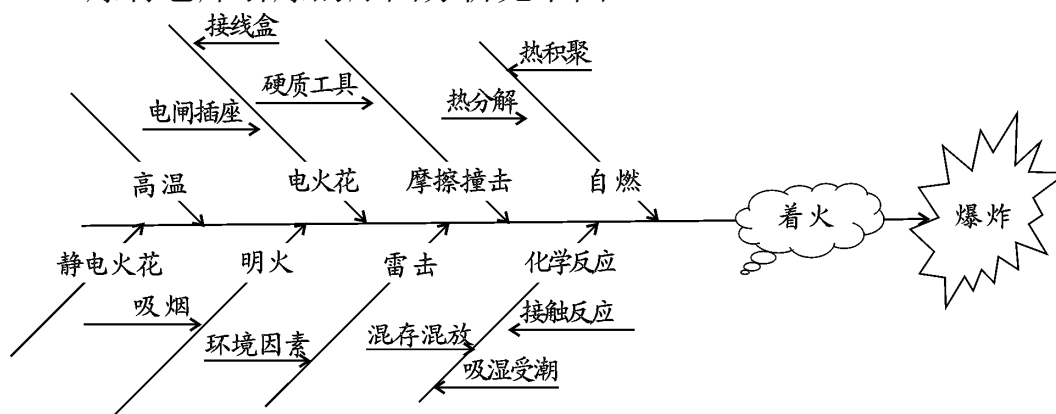 接线盒
热积聚
硬质工具
电闸插座
热分解
高温
电火花
摩擦撞击
自燃
着火
爆炸
静电火花
明火
雷击
化学反应
吸烟
接触反应
环境因素
混存混放
吸湿受潮